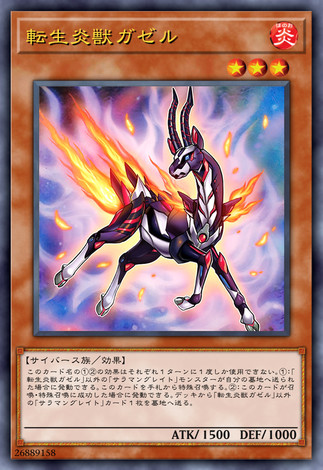 転生炎獣ガゼル
炎
【サイバース族/効果】
このカード名の①②の効果はそれぞれ1ターンに1度しか使用できない。①:「
転生炎獣ガゼル」以外の「サラマングレイト」モンスターが自分の墓地へ送られ
た場合に発動できる。このカードを手札から特殊召喚する。②:このカードが召
喚・特殊召喚に成功した場合に発動できる。デッキから「転生炎獣ガゼル」以
外の「サラマングレイト」カード1枚を墓地へ送る。
ATK/1500 DEF/1000
26889158